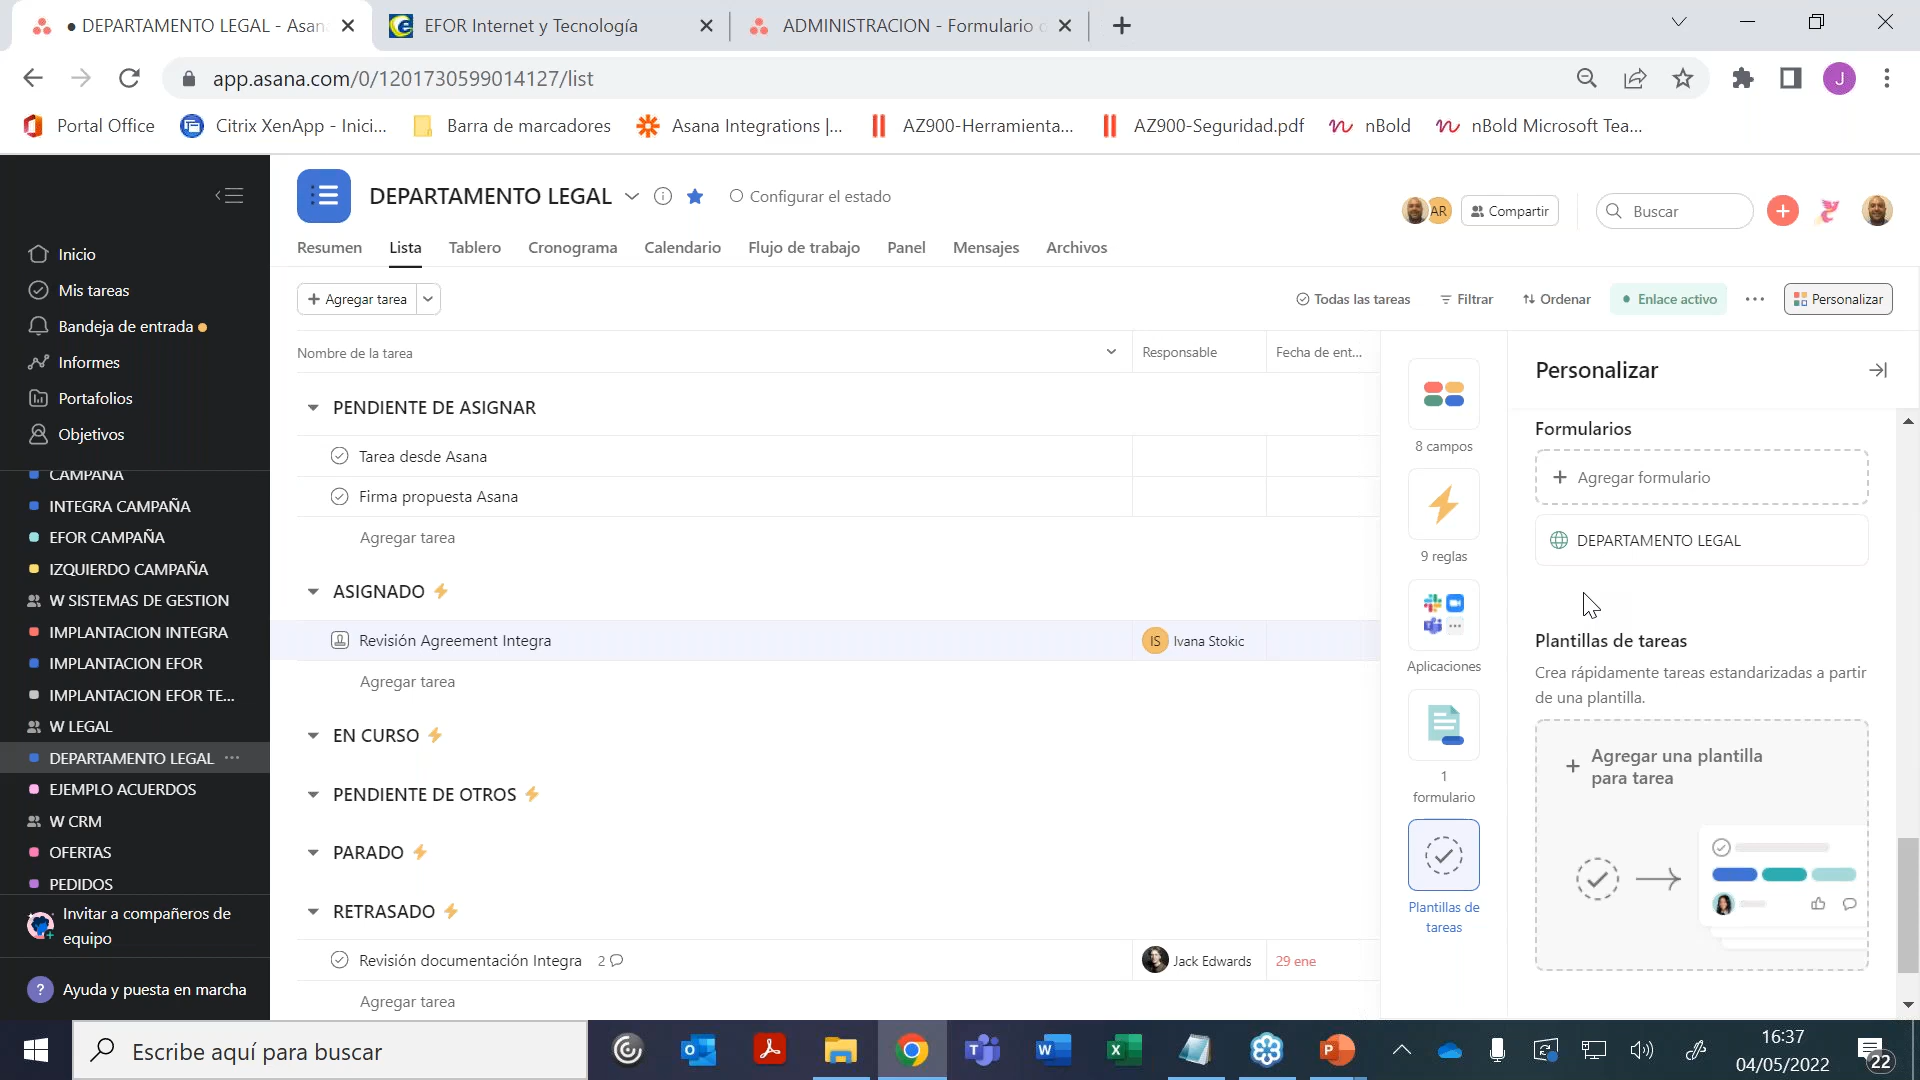 ● DEPARTAMENTO LEGAL - Asan
EFOR Internet y Tecnología
ADMINISTRACION - Formulario
app.asana.com/0/1201730599014127/list
J
Portal Office
Citrix XenApp - Inici...
Barra de marcadores
Asana Integrations |...
AZ900-Herramienta...
AZ900-Seguridad.pdf
nBold
nBold Microsoft Tea...
DEPARTAMENTO LEGAL
Configurar el estado
AR
Compartir
Buscar
Resumen
Lista
Tablero
Cronograma
Calendario
Flujo de trabajo
Panel
Mensajes
Archivos
Inicio
Mis tareas
Bandeja de entrada
Informes
Portafolios
Objetivos
CAMPAÑA
INTEGRA CAMPAÑA
EFOR CAMPAÑA
IZQUIERDO CAMPAÑA
W SISTEMAS DE GESTION
IMPLANTACION INTEGRA
IMPLANTACION EFOR
IMPLANTACION EFOR TE...
W LEGAL
DEPARTAMENTO LEGAL ...
EJEMPLO ACUERDOS
W CRM
OFERTAS
PEDIDOS
Invitar a compañeros de
equipo
? Ayuda y puesta en marcha
+ Agregar tarea
Todas las tareas
Filtrar
Ordenar
Enlace activo
...
Personalizar
Nombre de la tarea
Responsable
Fecha de ent...
PENDIENTE DE ASIGNAR
Tarea desde Asana
Firma propuesta Asana
Agregar tarea
ASIGNADO
Revisión Agreement Integra
IS Ivana Stokic
Agregar tarea
EN CURSO
PENDIENTE DE OTROS
PARADO
RETRASADO
Revisión documentación Integra 2
Jack Edwards
29 ene
Agregar tarea
8 campos
9 reglas
Aplicaciones
1
formulario
Plantillas de
tareas
Personalizar
Formularios
+ Agregar formulario
DEPARTAMENTO LEGAL
Plantillas de tareas
Crea rápidamente tareas estandarizadas a partir
de una plantilla.
+ Agregar una plantilla
para tarea
Escribe aquí para buscar
16:37
04/05/2022
22